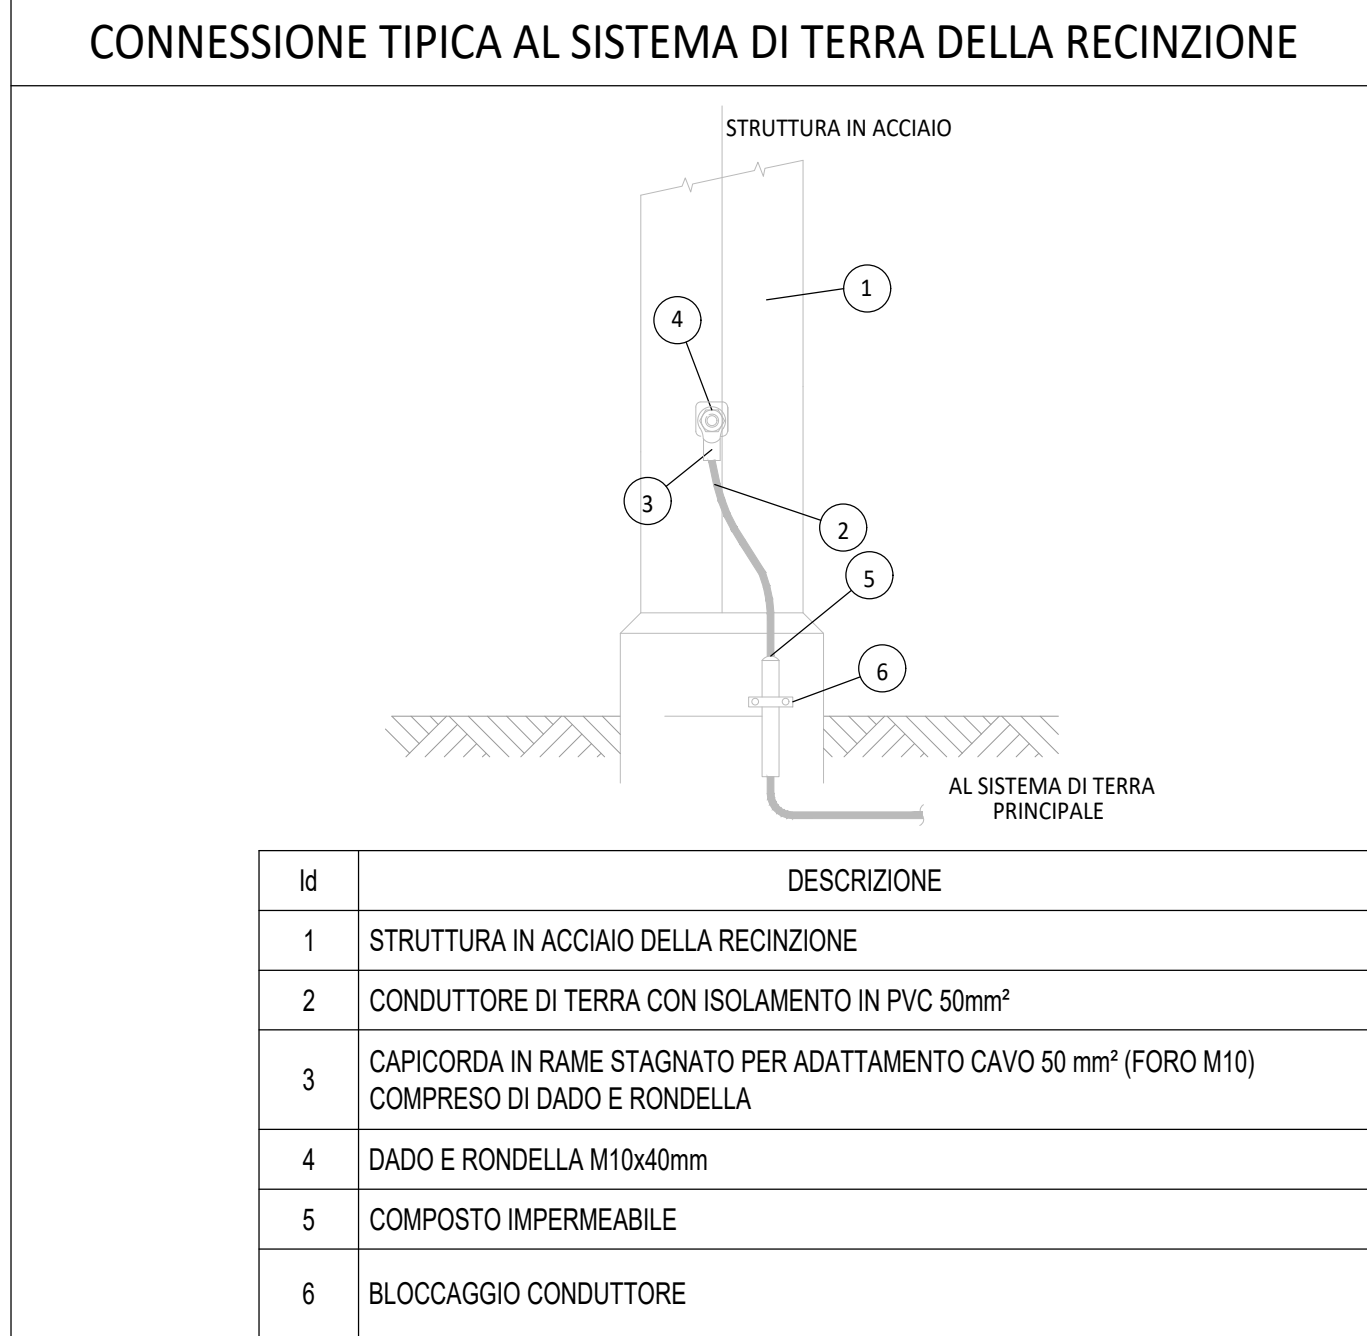 CONNESSIONE TIPICA AL SISTEMA DI TERRA DELLA RECINZIONE
STRUTTURA IN ACCIAIO
1
4
3
2
5
6
AL SISTEMA DI TERRA
PRINCIPALE
Id DESCRIZIONE
1 STRUTTURA IN ACCIAIO DELLA RECINZIONE
2 CONDUTTORE DI TERRA CON ISOLAMENTO IN PVC 50mm²
3 CAPICORDA IN RAME STAGNATO PER ADATTAMENTO CAVO 50 mm² (FORO M10)
COMPRESO DI DADO E RONDELLA
4 DADO E RONDELLA M10x40mm
5 COMPOSTO IMPERMEABILE
6 BLOCCAGGIO CONDUTTORE